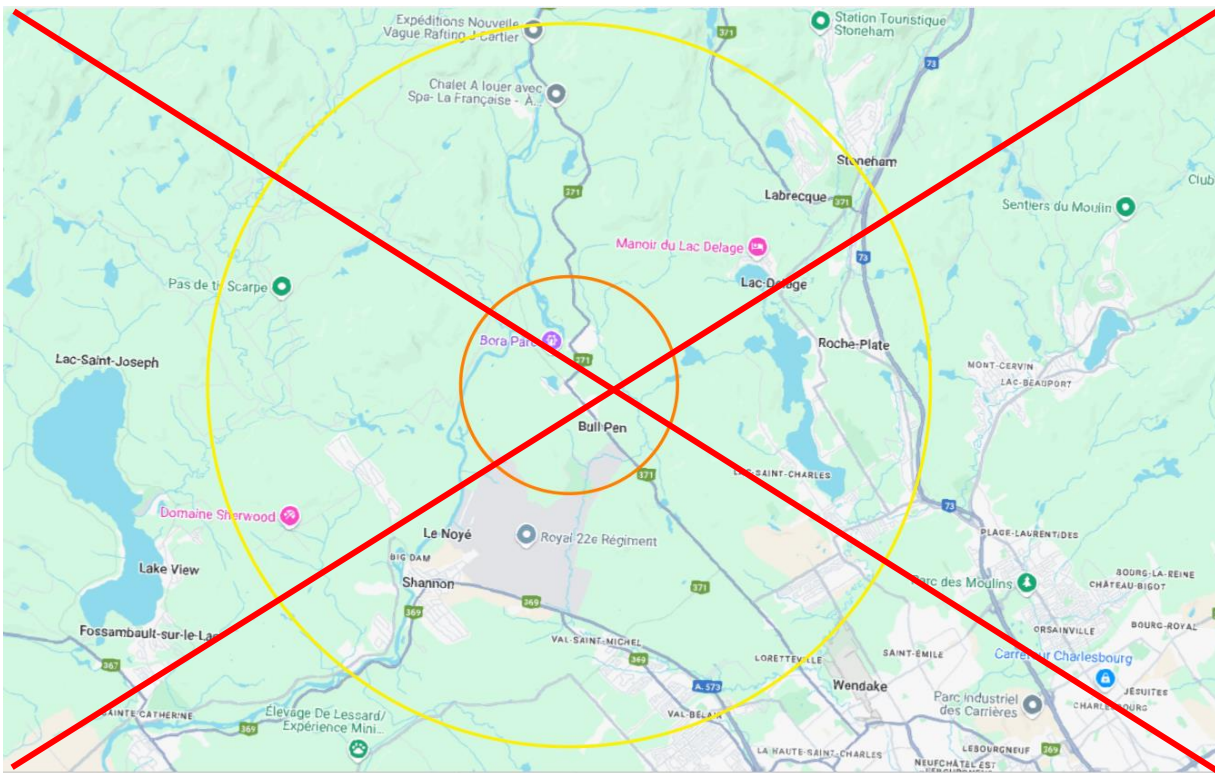 Expéditions Nouvelle
Vague Rafting J-Cartier
371
Station Touristique
Stoneham
73
Chalet A louer avec
Spa- La Française - A...
Stoneham
371
Labrecque
371
Club
Sentiers du Moulin
Manoir du Lac Delage
73
Pas de
Scarpe
Lac-Delage
Bora Parc
371
Roche-Plate
Lac-Saint-Joseph
MONT-CERVIN
LAC-BEAUPORT
Bull Pen
371
LAC-SAINT-CHARLES
Domaine Sherwood
73
Le Noyé
Royal 22e Régiment
PLAGE-LAURENTIDES
BIG DAM
Lake View
Shannon
371
Parc des Moulins
BOURG-LA-REINE
CHÂTEAU-BIGOT
369
369
Fossambault-sur-le-Lac
ORSAINVILLE
BOURG-ROYAL
VAL-SAINT-MICHEL
367
369
LORETTEVILLE
SAINT-ÉMILE
Carrefour Charlesbourg
A. 573
Wendake
JÉSUITES
Parc Industriel
des Carrières
CHARLESBOURG
SAINTE CATHERINE
369
Élevage De Lessard/
Expérience Mini...
VAL-BÉLAIR
LA HAUTE-SAINT-CHARLES
LEBOURGNEUF
369
NEUFCHÂTEL EST